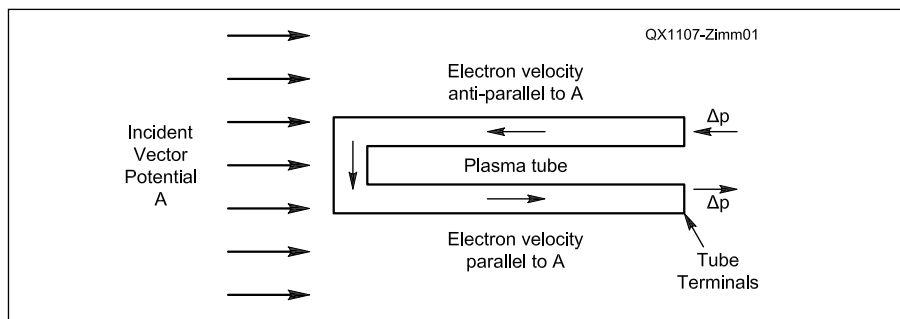 QX1107-Zimm01
Electron velocity
anti-parallel to A
Δp
Incident
Vector
Potential
A
Plasma tube
Δp
Electron velocity
parallel to A
Tube
Terminals